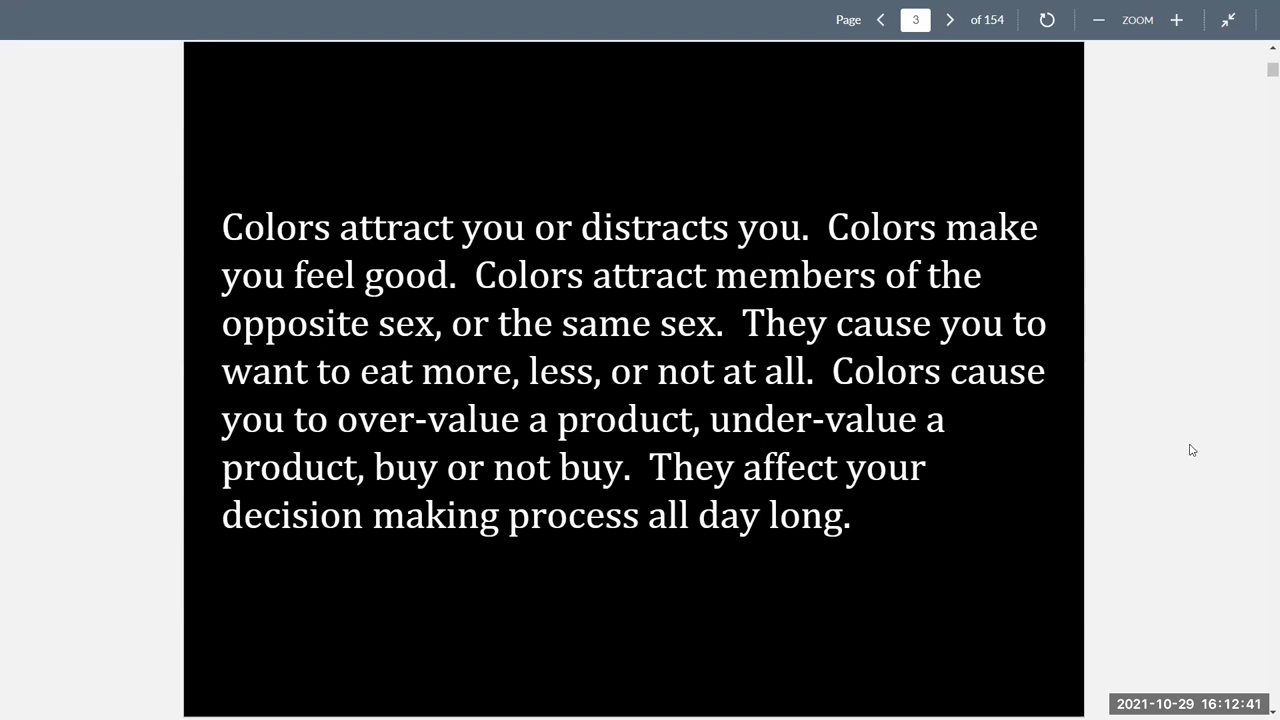 Page 3 of 154 ZOOM
Colors attract you or distracts you.  Colors make
you feel good.  Colors attract members of the
opposite sex, or the same sex.  They cause you to
want to eat more, less, or not at all.  Colors cause
you to over-value a product, under-value a
product, buy or not buy.  They affect your
decision making process all day long.
2021-10-29 16:12:41